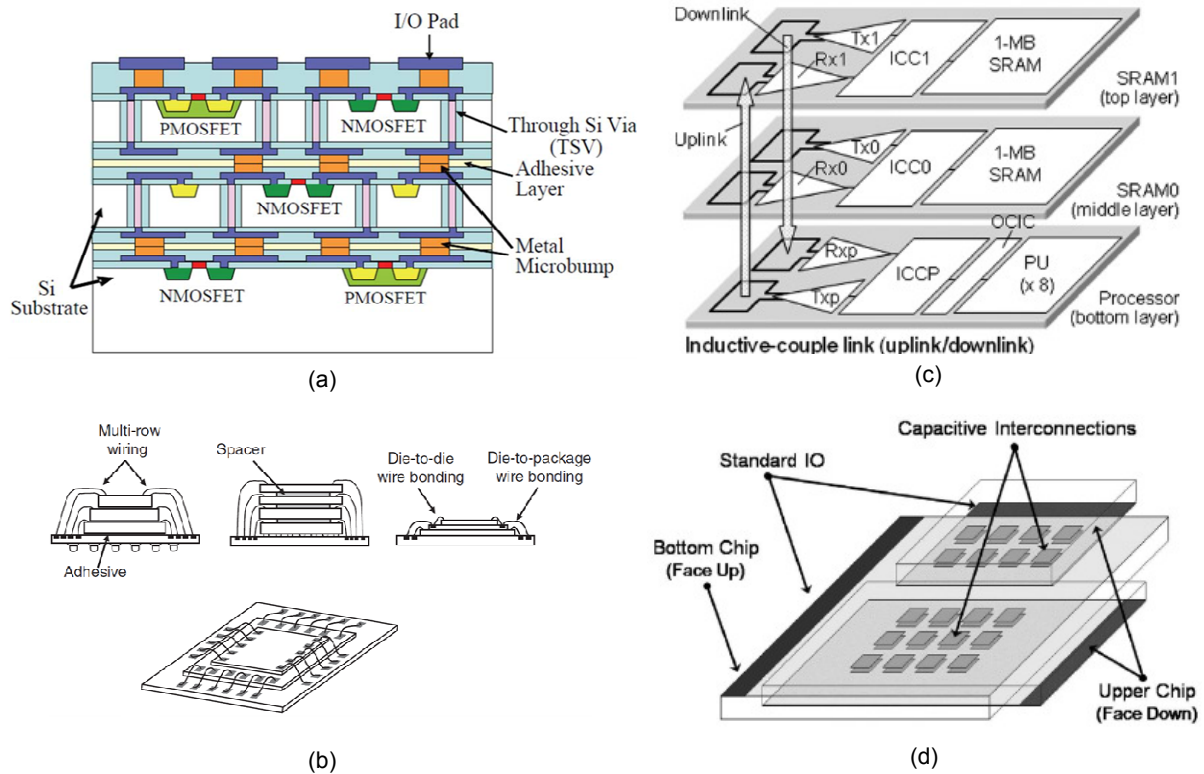 I/O Pad
PMOSFET
NMOSFET
Through Si Via
(TSV)
Adhesive
Layer
NMOSFET
Metal
Microbump
Si
Substrate
NMOSFET
PMOSFET
(a)
Downlink
Tx1
Rx1
ICC1
1-MB
SRAM
SRAM1
(top layer)
Uplink
Tx0
Rx0
ICC0
1-MB
SRAM
SRAM0
(middle layer)
OCIC
Rxp
Txp
ICCP
PU
(x 8)
Processor
(bottom layer)
Inductive-couple link (uplink/downlink)
(c)
Multi-row
wiring
Spacer
Die-to-die
wire bonding
Die-to-package
wire bonding
Adhesive
(b)
Capacitive Interconnections
Standard IO
Bottom Chip
(Face Up)
Upper Chip
(Face Down)
(d)